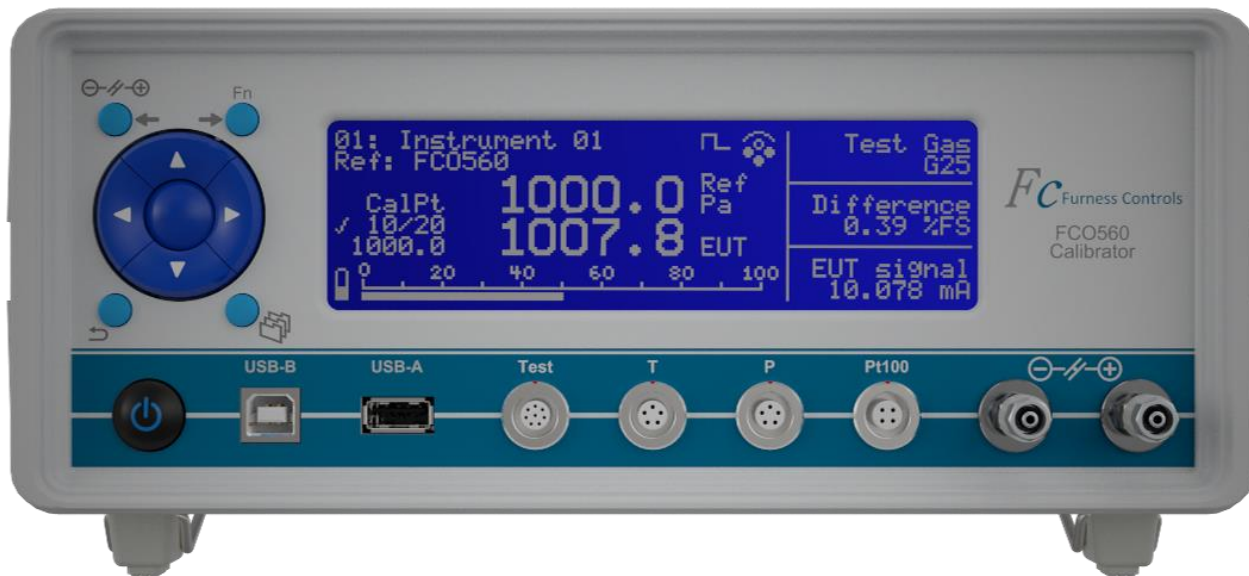 Fn
01: Instrument 01
Ref: FCO560
CalPt
✓ 10/20
1000.0
1000.0 Ref Pa
1007.8 EUT
0 20 40 60 80 100
Test Gas
G25
Difference
0.39 %FS
EUT signal
10.078 mA
Fc Furness Controls
FCO560
Calibrator
USB-B
USB-A
Test
T
P
Pt100